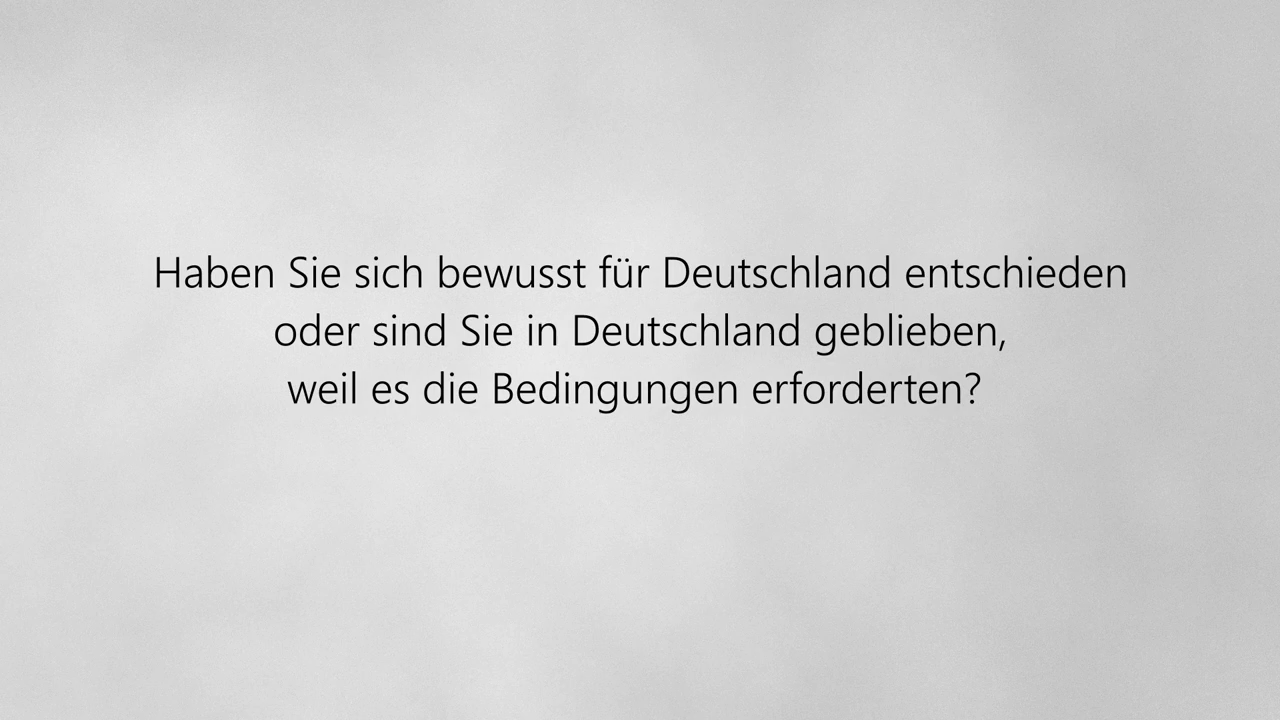 Haben Sie sich bewusst für Deutschland entschieden
oder sind Sie in Deutschland geblieben,
weil es die Bedingungen erforderten?